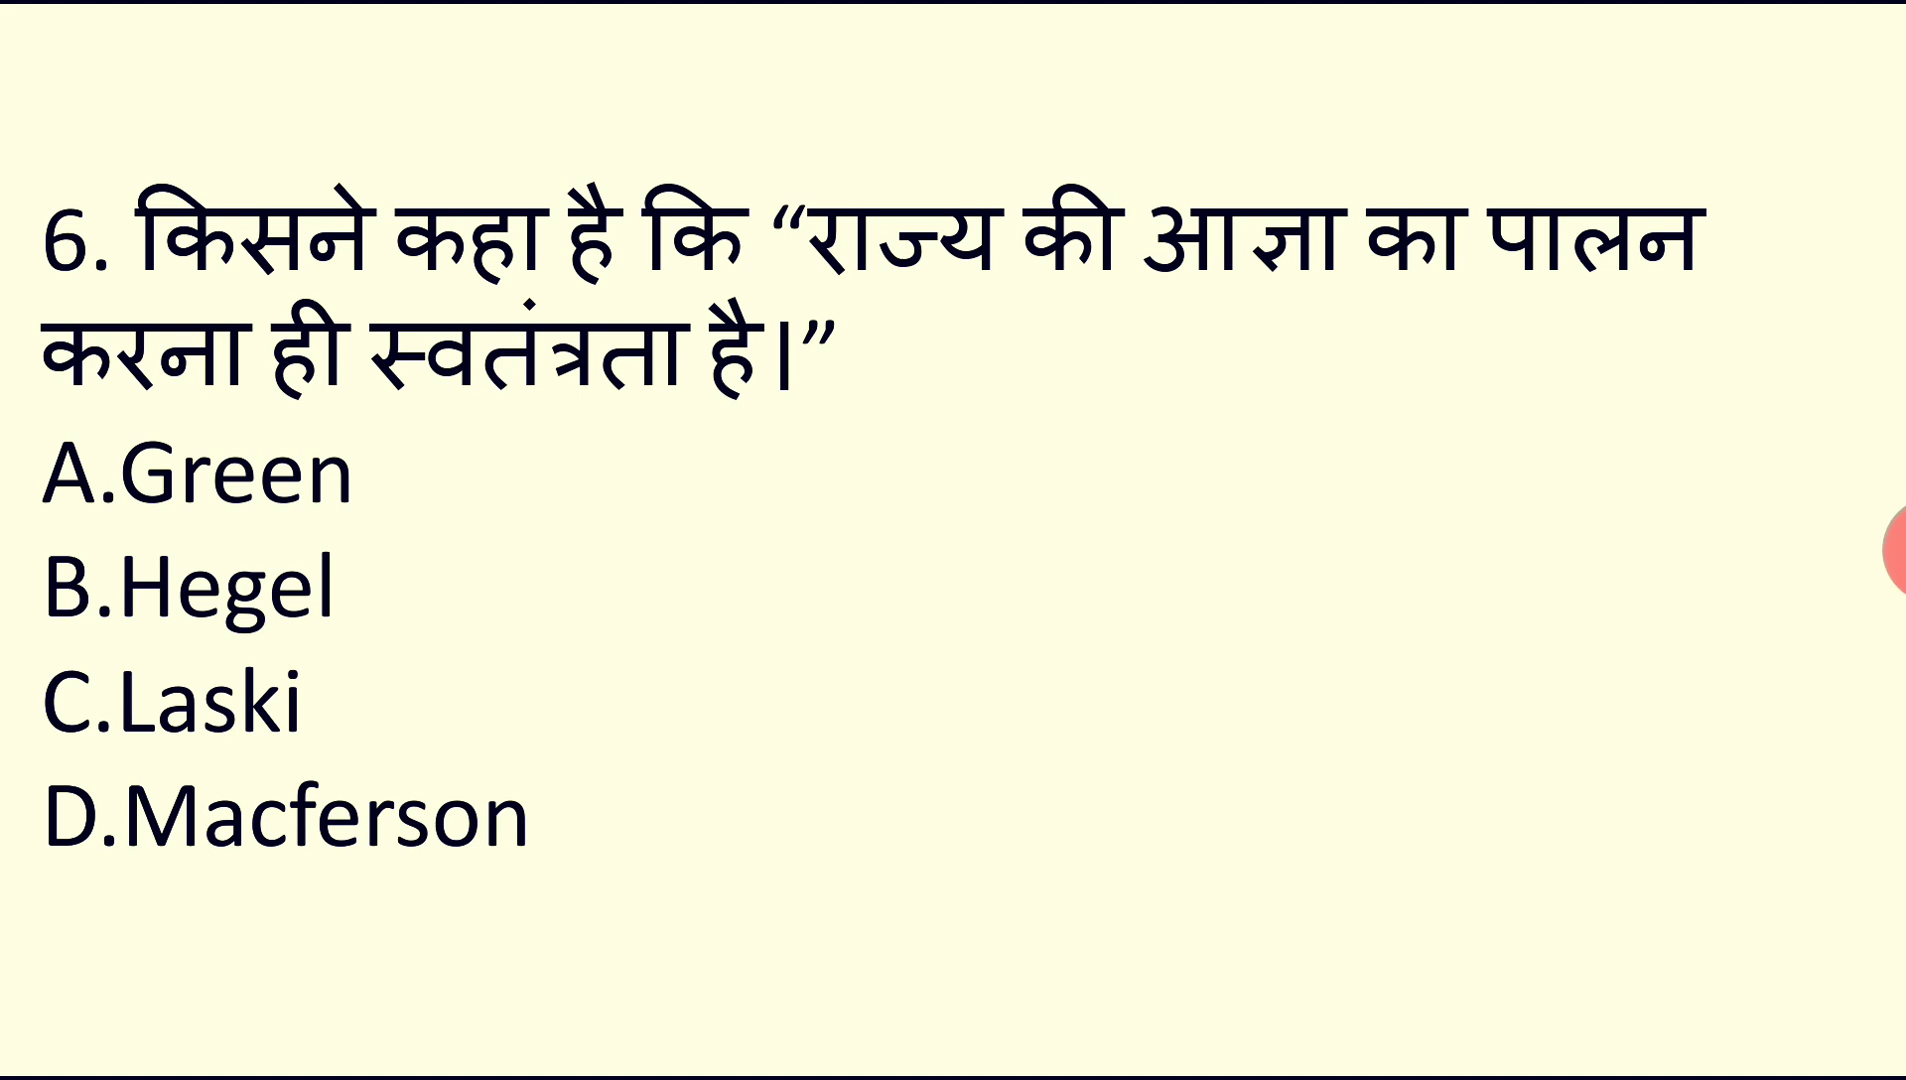 6. किसने कहा है कि “राज्य की आज्ञा का पालन
करना ही स्वतंत्रता है।”
A.Green
B.Hegel
C.Laski
D.Macferson